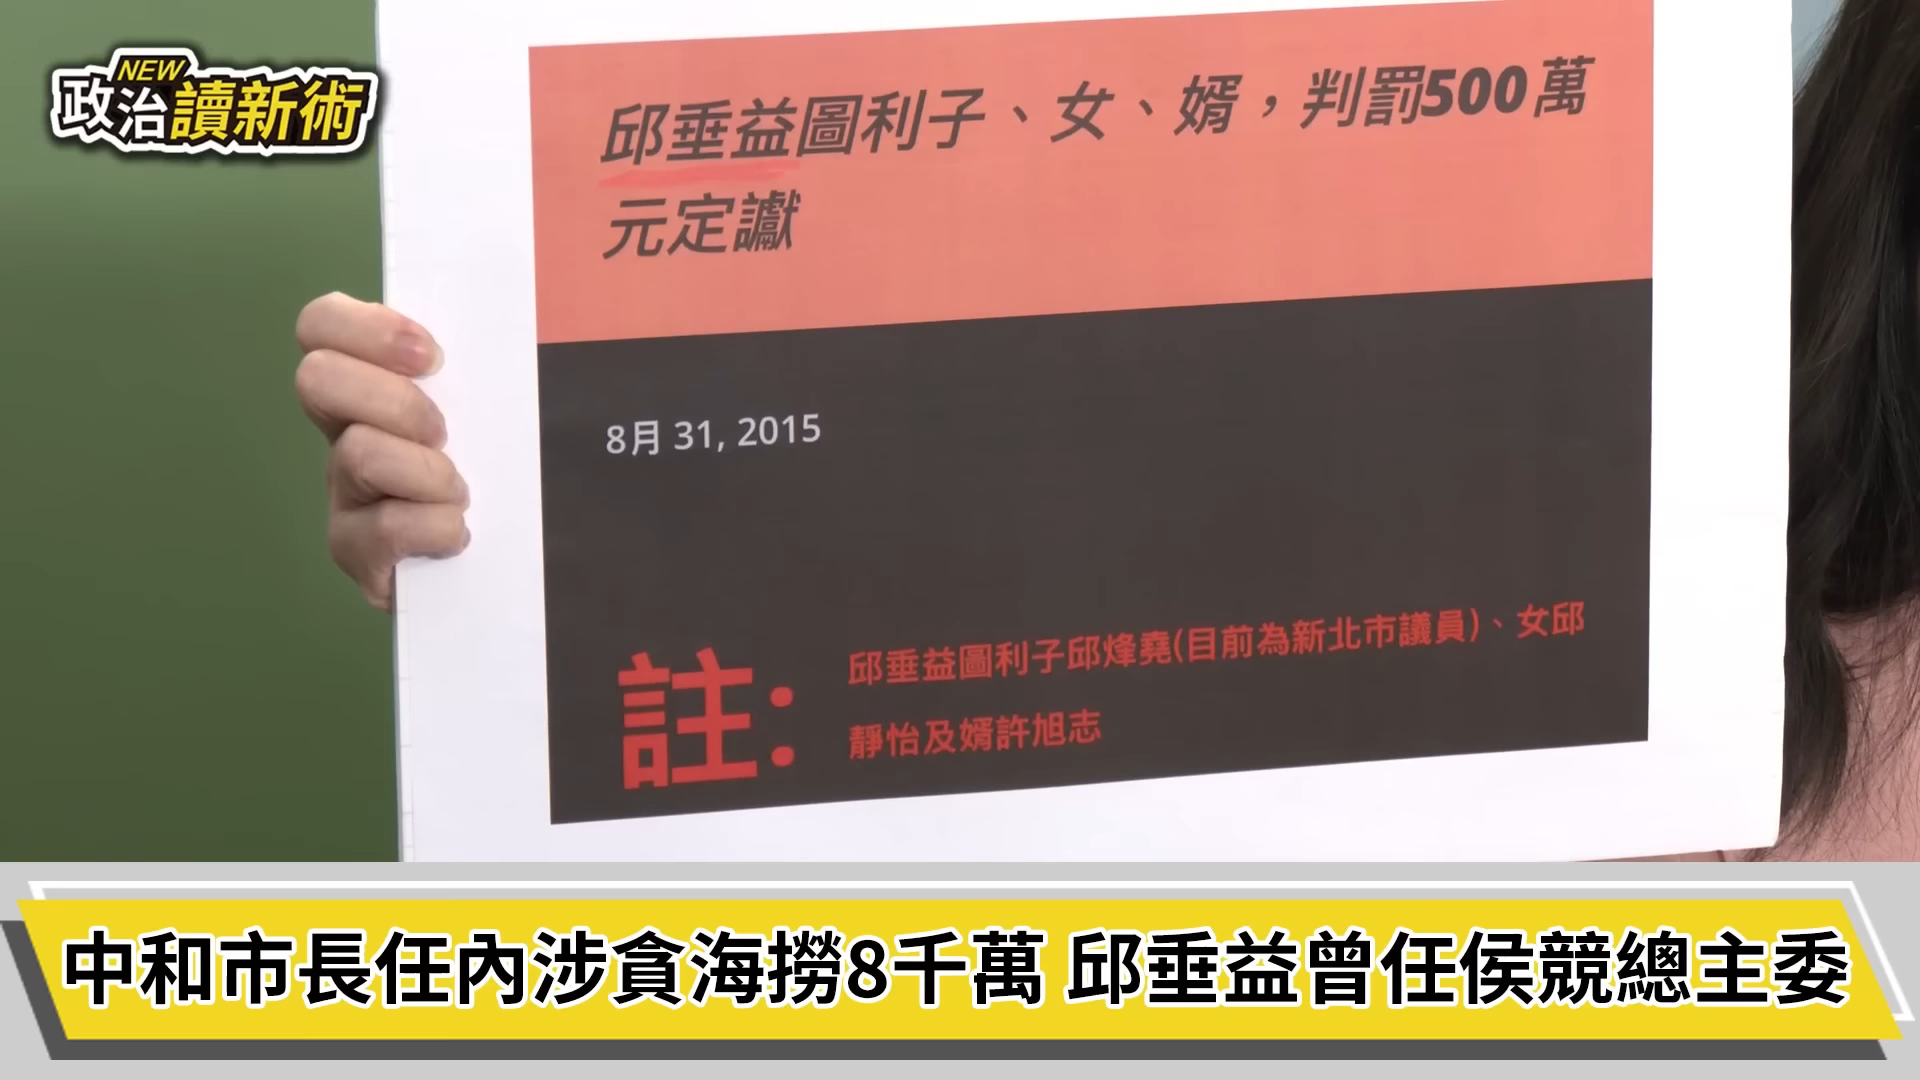 NEW
政治讀新術
邱垂益圖利子、女、婿，判罰500萬
元定讞
8月 31, 2015
註:
邱垂益圖利子邱烽堯(目前為新北市議員)、女邱
靜怡及婿許旭志
中和市長任內涉貪海撈8千萬 邱垂益曾任侯競總主委